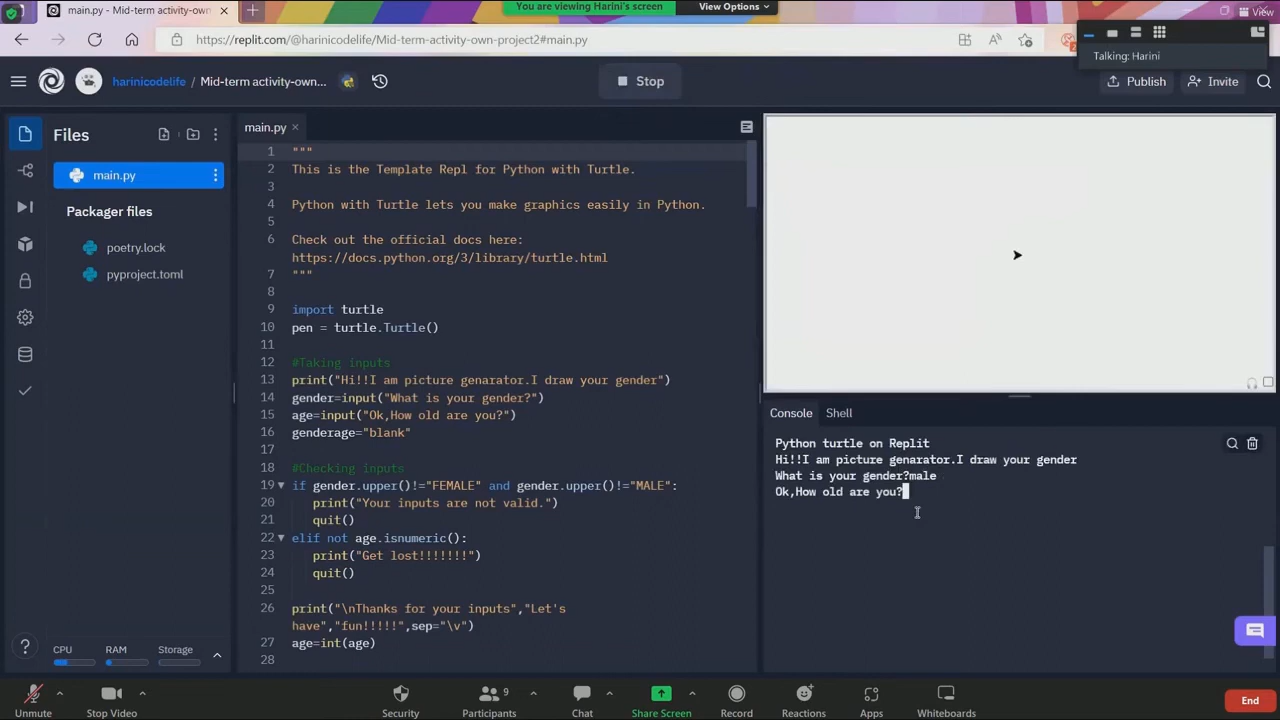 main.py - Mid-term activity-own-
You are viewing Harini's screen
View Options
View
https://replit.com/@harinicodelife/Mid-term-activity-own-project2#main.py
Talking: Harini
harinicodelife / Mid-term activity-own...
Stop
Publish
Invite
Files
main.py
Packager files
poetry.lock
pyproject.toml
CPU
RAM
Storage
main.py
1 """
2 This is the Template Repl for Python with Turtle.
3
4 Python with Turtle lets you make graphics easily in Python.
5
6 Check out the official docs here:
https://docs.python.org/3/library/turtle.html
7 """
8
9 import turtle
10 pen = turtle.Turtle()
11
12 #Taking inputs
13 print("Hi!!I am picture genarator.I draw your gender")
14 gender=input("What is your gender?")
15 age=input("Ok,How old are you?")
16 genderage="blank"
17
18 #Checking inputs
19 if gender.upper()!="FEMALE" and gender.upper()!="MALE":
20 print("Your inputs are not valid.")
21 quit()
22 elif not age.isnumeric():
23 print("Get lost!!!!!!!")
24 quit()
25
26 print("\nThanks for your inputs","Let's
have","fun!!!!!",sep="\v")
27 age=int(age)
28
Console
Shell
Python turtle on Replit
Hi!!I am picture genarator.I draw your gender
What is your gender?male
Ok,How old are you?
Unmute
Stop Video
Security
9
Participants
Chat
Share Screen
Record
Reactions
Apps
Whiteboards
End